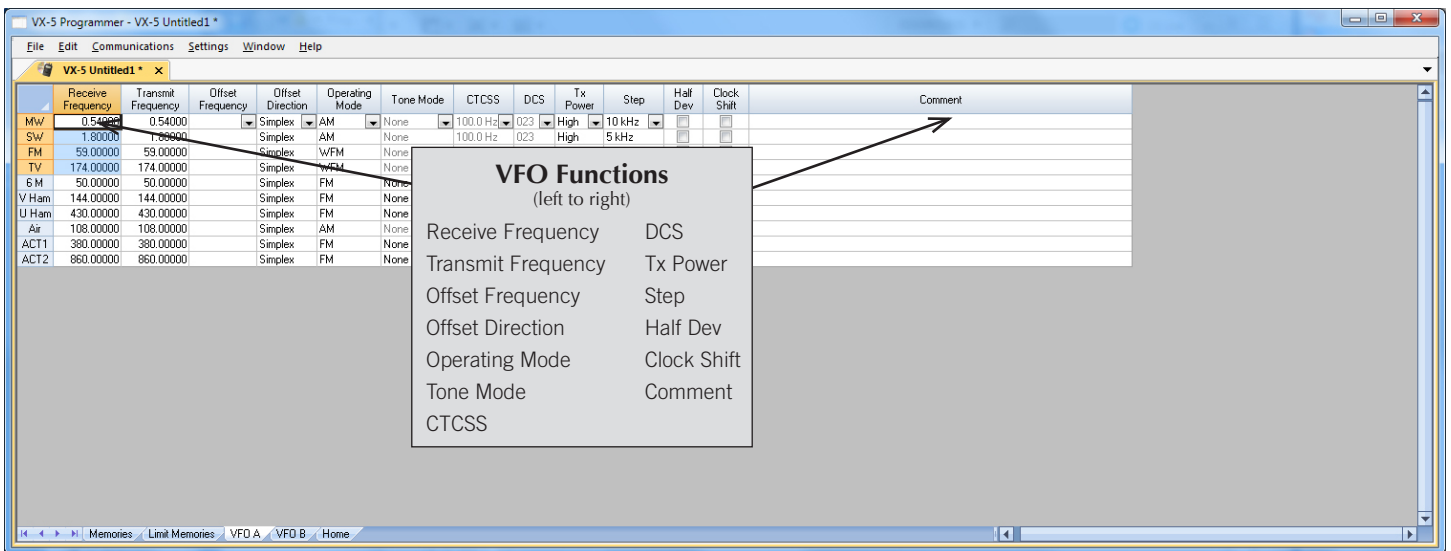 VX-5 Programmer - VX-5 Untitled1 *
File Edit Communications Settings Window Help
VX-5 Untitled1 * x
Receive Frequency Transmit Frequency Offset Frequency Offset Direction Operating Mode Tone Mode CTCSS DCS Tx Power Step Half Dev Clock Shift Comment
MW 0.54000 0.54000 Simplex AM None 100.0 Hz 023 High 10 kHz
SW 1.80000 1.80000 Simplex AM None 100.0 Hz 023 High 5 kHz
FM 59.00000 59.00000 Simplex WFM None
TV 174.00000 174.00000 Simplex WFM None
6 M 50.00000 50.00000 Simplex FM None
V Ham 144.00000 144.00000 Simplex FM None
U Ham 430.00000 430.00000 Simplex FM None
Air 108.00000 108.00000 Simplex AM None
ACT1 380.00000 380.00000 Simplex FM None
ACT2 860.00000 860.00000 Simplex FM None
VFO Functions
(left to right)
Receive Frequency DCS
Transmit Frequency Tx Power
Offset Frequency Step
Offset Direction Half Dev
Operating Mode Clock Shift
Tone Mode Comment
CTCSS
Memories Limit Memories VFO A VFO B Home